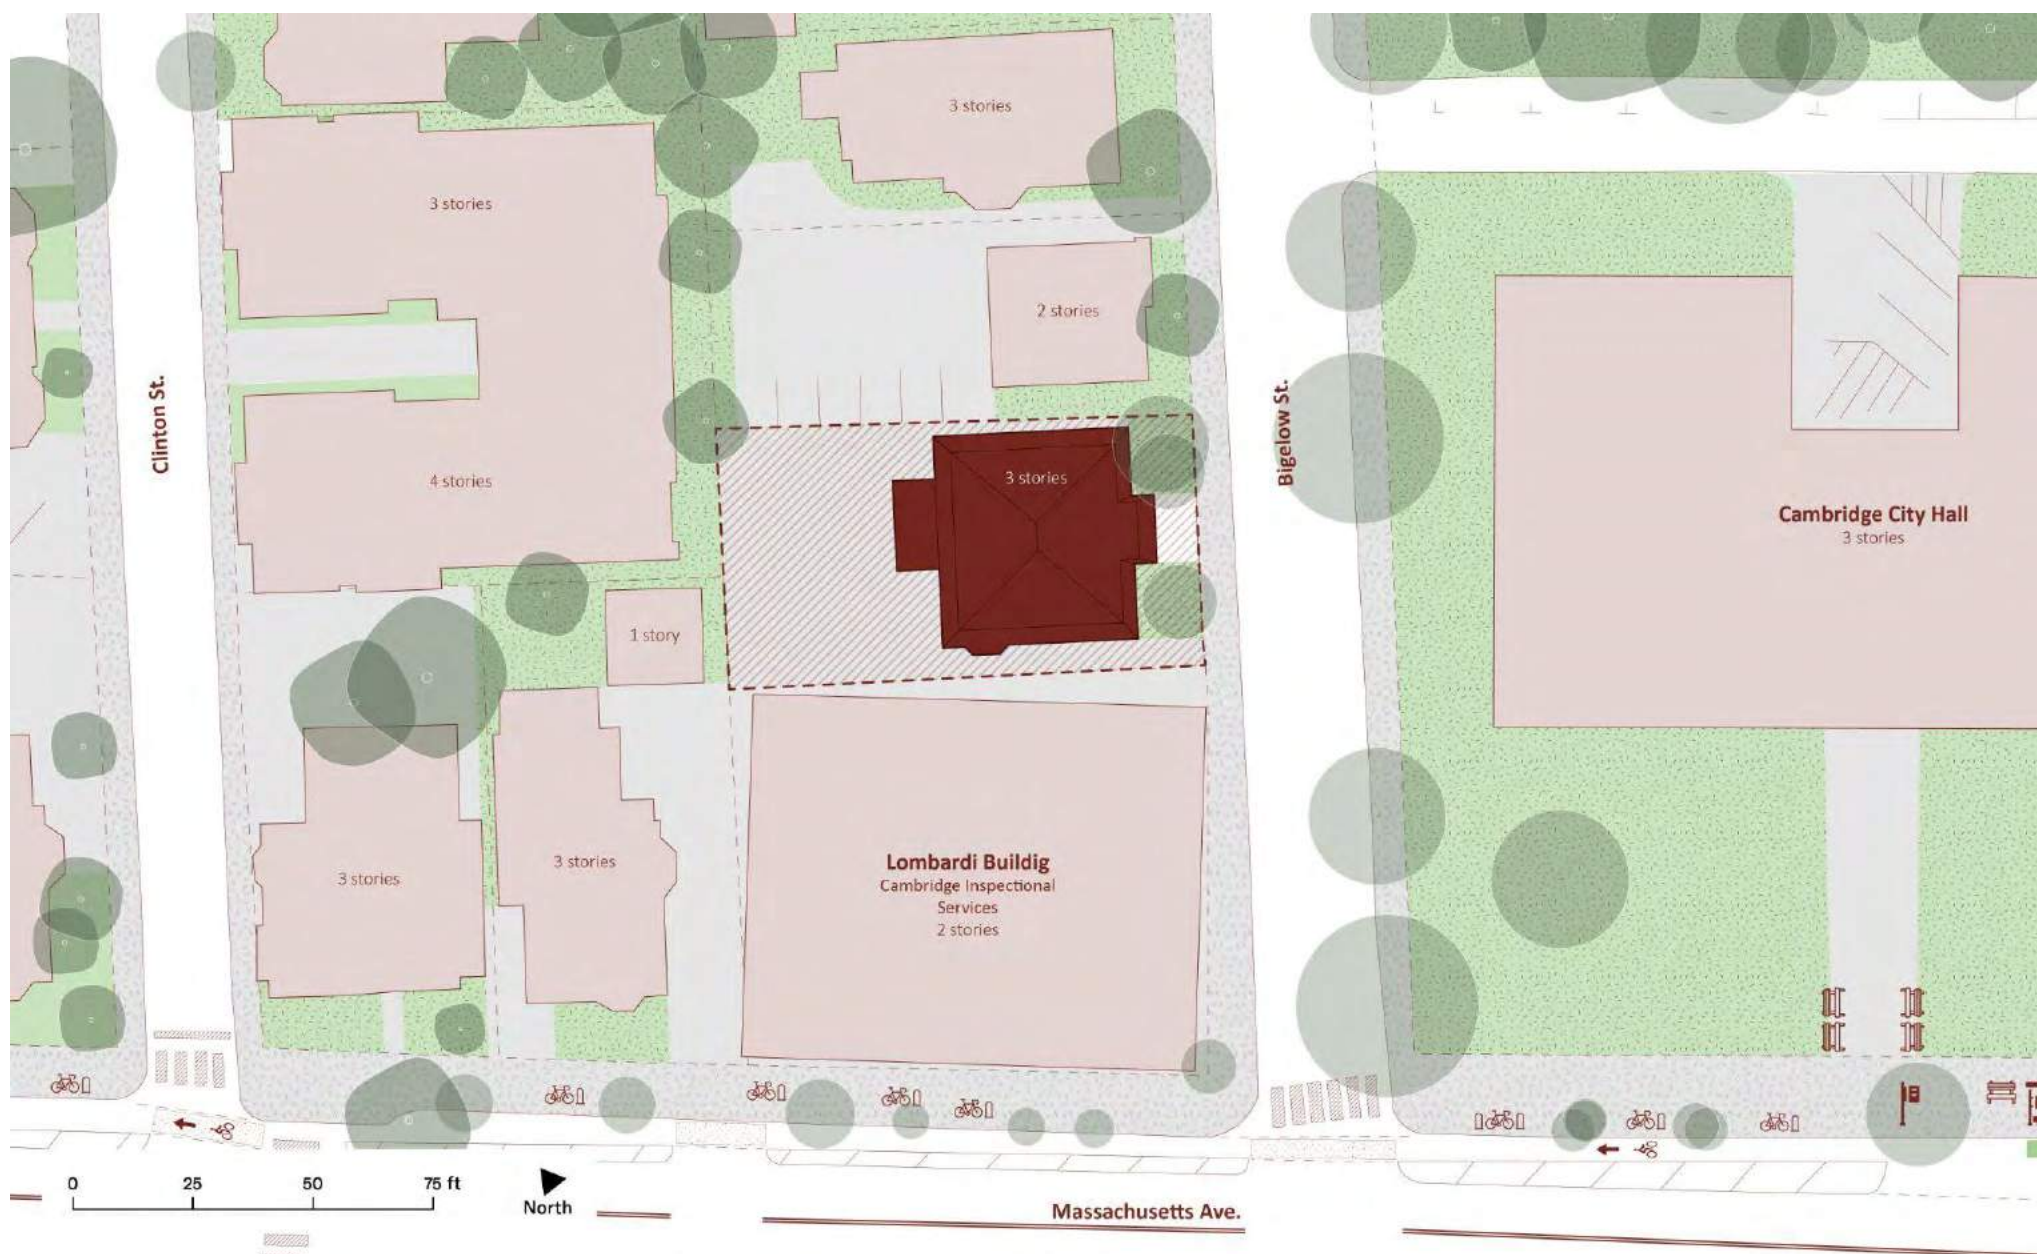 3 stories
3 stories
2 stories
Clinton St.
Bigelow St.
4 stories
3 stories
Cambridge City Hall
3 stories
1 story
3 stories
3 stories
Lombardi Buildig
Cambridge Inspectional
Services
2 stories
0 25 50 75 ft
North
Massachusetts Ave.